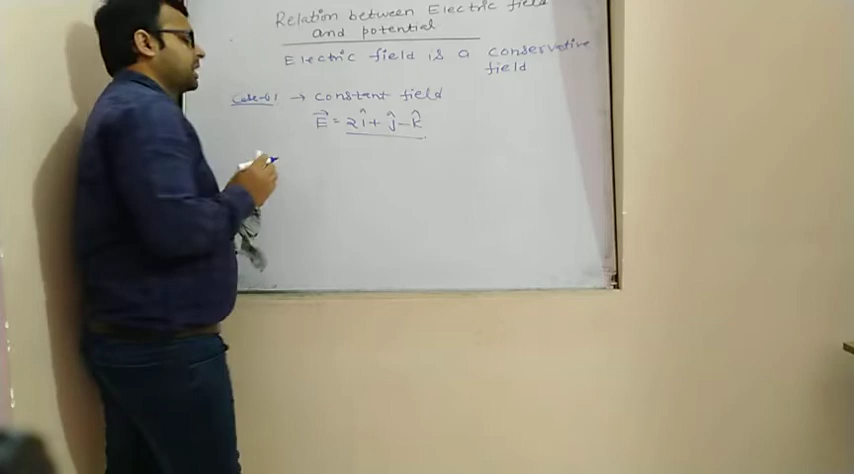 Relation between Electric field
and potential
Electric field is a conservative
field
Case-01 → constant field
E⃗ = 2î + ĵ - k̂